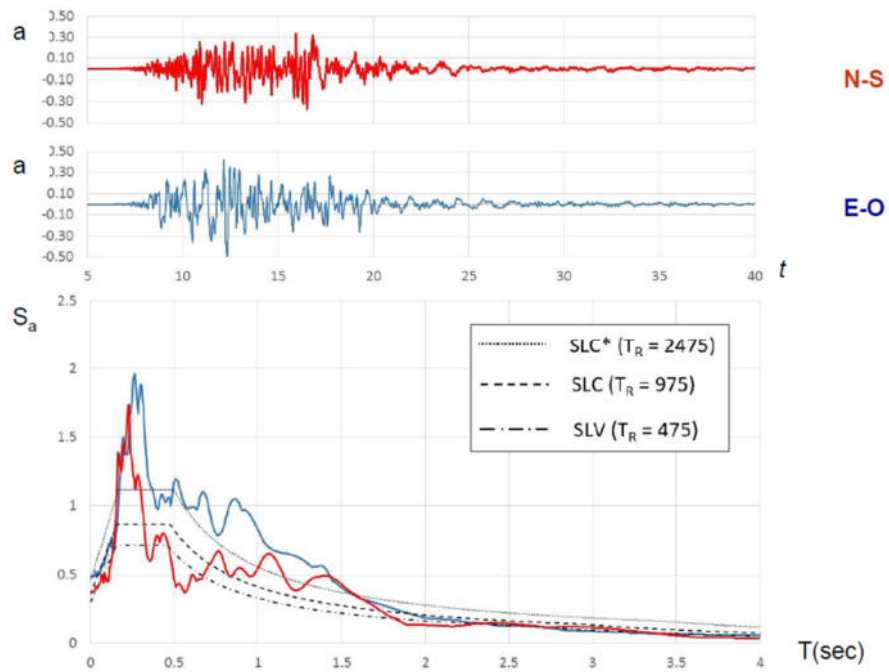 a
0.50
0.30
0.10
-0.10
-0.30
-0.50
N-S
a
0.50
0.30
0.10
-0.10
-0.30
-0.50
E-O
5 10 15 20 25 30 35 40
t
Sa
2.5
2
1.5
1
0.5
0
SLC* (TR = 2475)
SLC (TR = 975)
SLV (TR = 475)
0 0.5 1 1.5 2 2.5 3 3.5 4
T(sec)